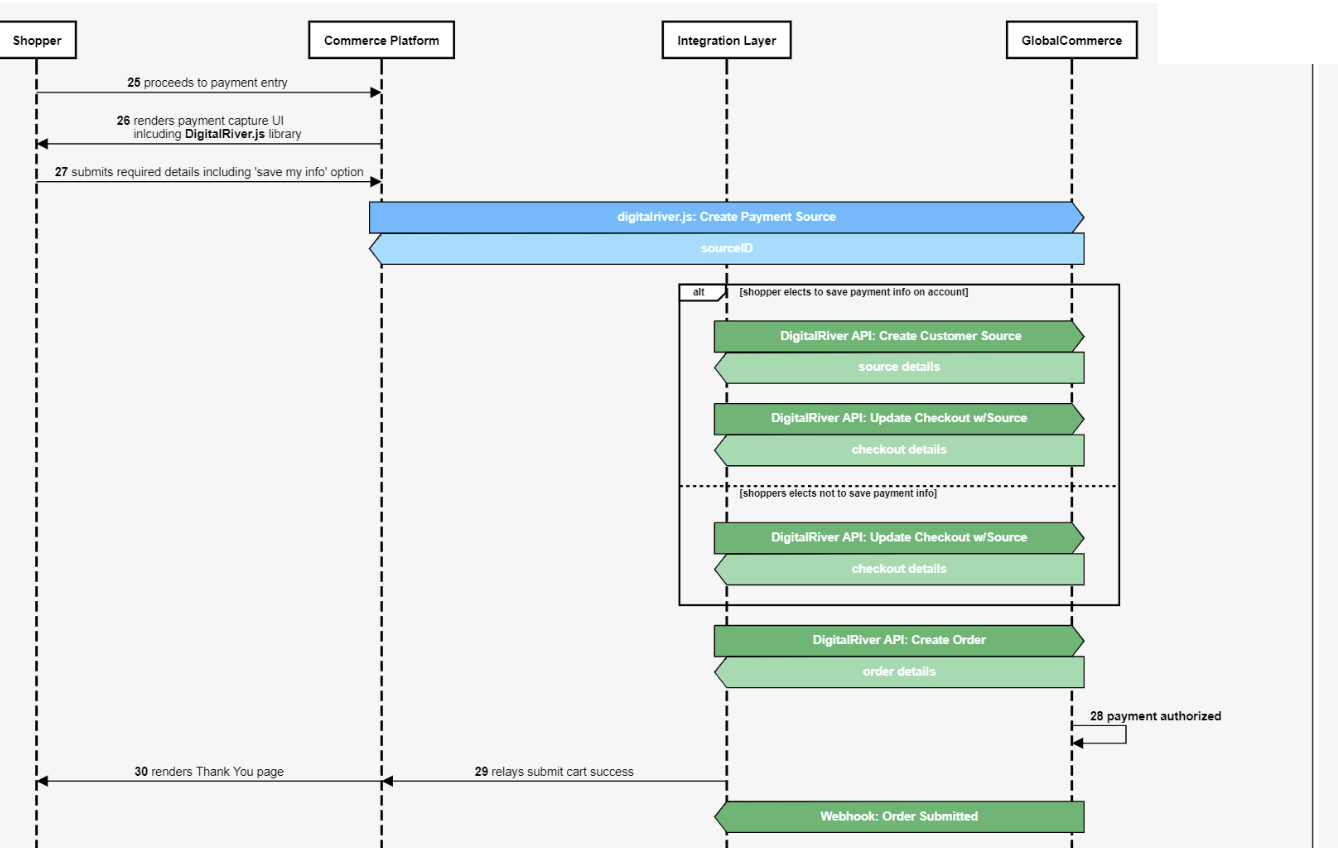 Shopper
Commerce Platform
Integration Layer
GlobalCommerce
25 proceeds to payment entry
26 renders payment capture UI
inlcuding DigitalRiver.js library
27 submits required details including 'save my info' option
digitalriver.js: Create Payment Source
sourceID
alt
[shopper elects to save payment info on account]
DigitalRiver API: Create Customer Source
source details
DigitalRiver API: Update Checkout w/Source
checkout details
[shoppers elects not to save payment info]
DigitalRiver API: Update Checkout w/Source
checkout details
DigitalRiver API: Create Order
order details
28 payment authorized
30 renders Thank You page
29 relays submit cart success
Webhook: Order Submitted